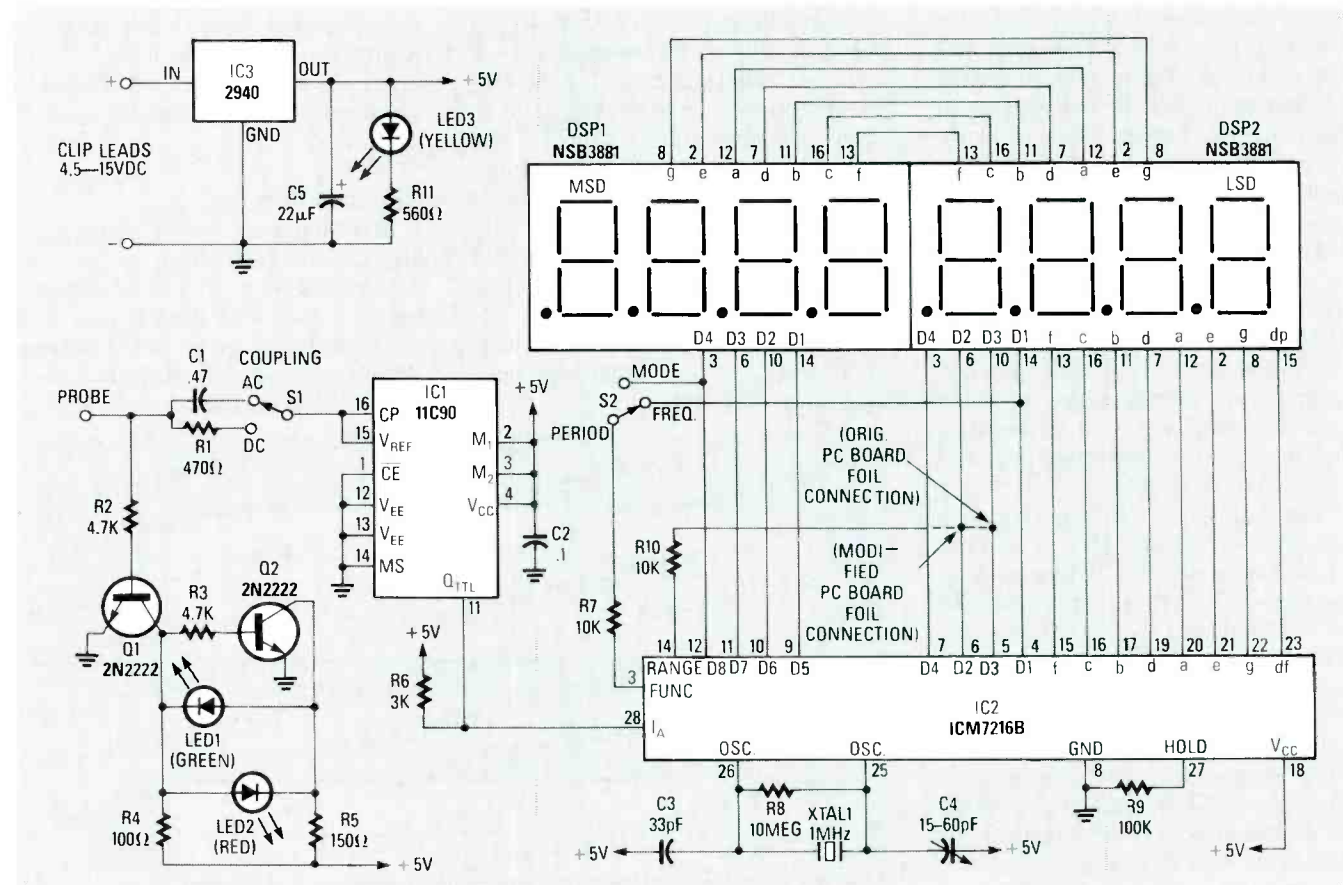 IN
IC3
2940
OUT
+ 5V
GND
+
CLIP LEADS
4.5—15VDC
−
C5
22µF
+
LED3
(YELLOW)
R11
560Ω
DSP1
NSB3881
8 2 12 7 11 16 13
g e a d b c f
MSD
DSP2
NSB3881
13 16 11 7 12 2 8
f c b d a e g
LSD
D4 D3 D2 D1
3 6 10 14
D4 D2 D3 D1 f c b d a e g dp
3 6 10 14 13 16 11 7 12 2 8 15
PROBE
C1
.47
COUPLING
AC
S1
R1
470Ω
DC
IC1
11C90
16 CP
15 VREF
1 CE
12 VEE
13 VEE
14 MS
M1 2
M2 3
VCC 4
QTTL
11
+ 5V
C2
.1
MODE
S2
FREQ.
PERIOD
(ORIG.
PC BOARD
FOIL
CONNECTION)
(MODI–
FIED
PC BOARD
FOIL
CONNECTION)
R2
4.7K
R3
4.7K
Q2
2N2222
Q1
2N2222
LED1
(GREEN)
LED2
(RED)
R4
100Ω
R5
150Ω
+ 5V
+ 5V
R6
3K
R7
10K
R10
10K
14 12 11 10 9
RANGE D8 D7 D6 D5
7 6 5 4 15 16 17 19 20 21 22 23
D4 D2 D3 D1 f c b d a e g df
3
FUNC
28
IA
IC2
ICM7216B
OSC.
26
OSC.
25
GND
8
HOLD
27
VCC
18
C3
33pF
R8
10MEG
XTAL1
1MHz
C4
15–60pF
R9
100K
+ 5V
+ 5V
+ 5V